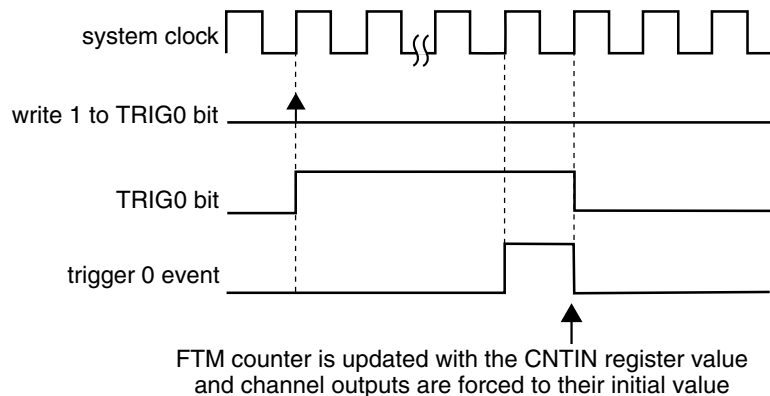 system clock
write 1 to TRIG0 bit
TRIG0 bit
trigger 0 event
FTM counter is updated with the CNTIN register value
and channel outputs are forced to their initial value